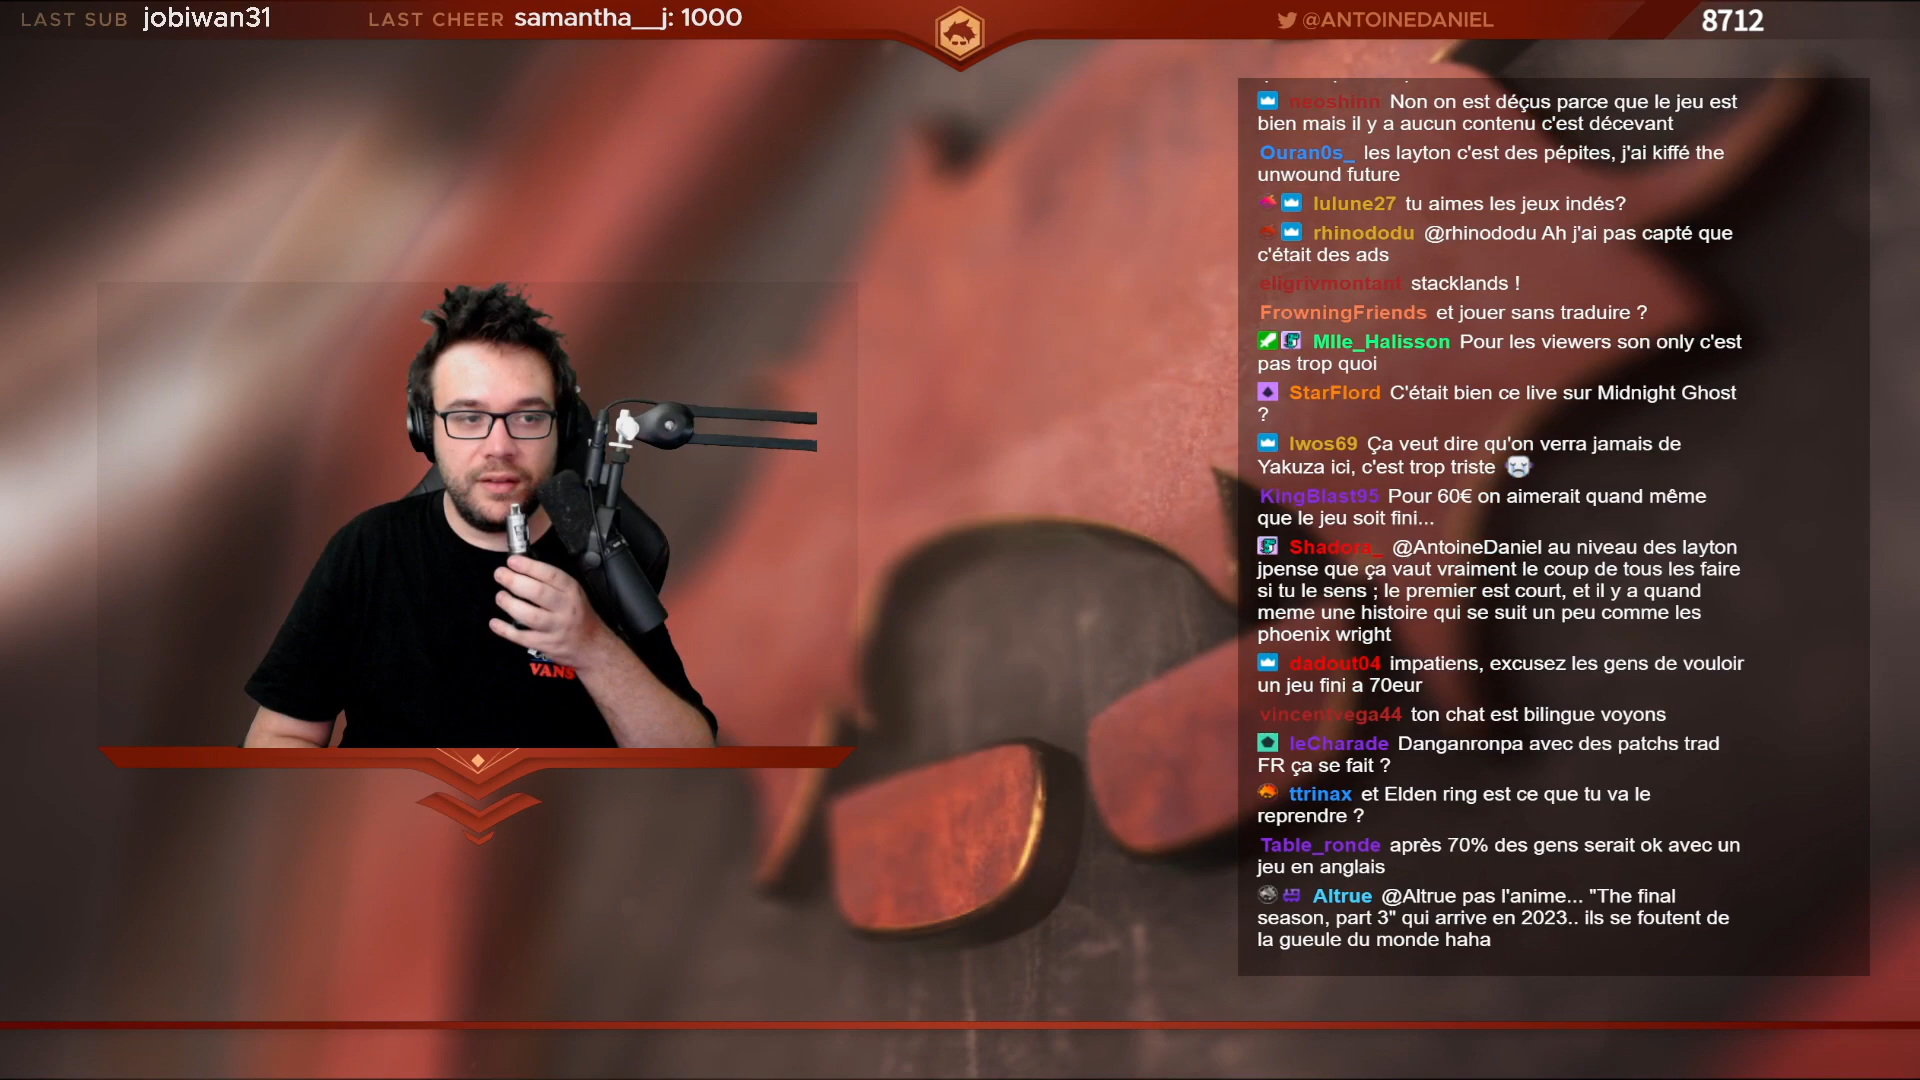 LAST SUB jobiwan31 LAST CHEER samantha__j: 1000 @ANTOINEDANIEL 8712
neoshinn Non on est déçus parce que le jeu est
bien mais il y a aucun contenu c'est décevant
Ouran0s_ les layton c'est des pépites, j'ai kiffé the
unwound future
lulune27 tu aimes les jeux indés?
rhinododu @rhinododu Ah j'ai pas capté que
c'était des ads
eligrivmontant stacklands !
FrowningFriends et jouer sans traduire ?
Mlle_Halisson Pour les viewers son only c'est
pas trop quoi
StarFlord C'était bien ce live sur Midnight Ghost
?
lwos69 Ça veut dire qu'on verra jamais de
Yakuza ici, c'est trop triste
KingBlast95 Pour 60€ on aimerait quand même
que le jeu soit fini...
Shadora_ @AntoineDaniel au niveau des layton
jpense que ça vaut vraiment le coup de tous les faire
si tu le sens ; le premier est court, et il y a quand
meme une histoire qui se suit un peu comme les
phoenix wright
dadout04 impatiens, excusez les gens de vouloir
un jeu fini a 70eur
vincentvega44 ton chat est bilingue voyons
leCharade Danganronpa avec des patchs trad
FR ça se fait ?
ttrinax et Elden ring est ce que tu va le
reprendre ?
Table_ronde après 70% des gens serait ok avec un
jeu en anglais
Altrue @Altrue pas l'anime... "The final
season, part 3" qui arrive en 2023.. ils se foutent de
la gueule du monde haha
VANS